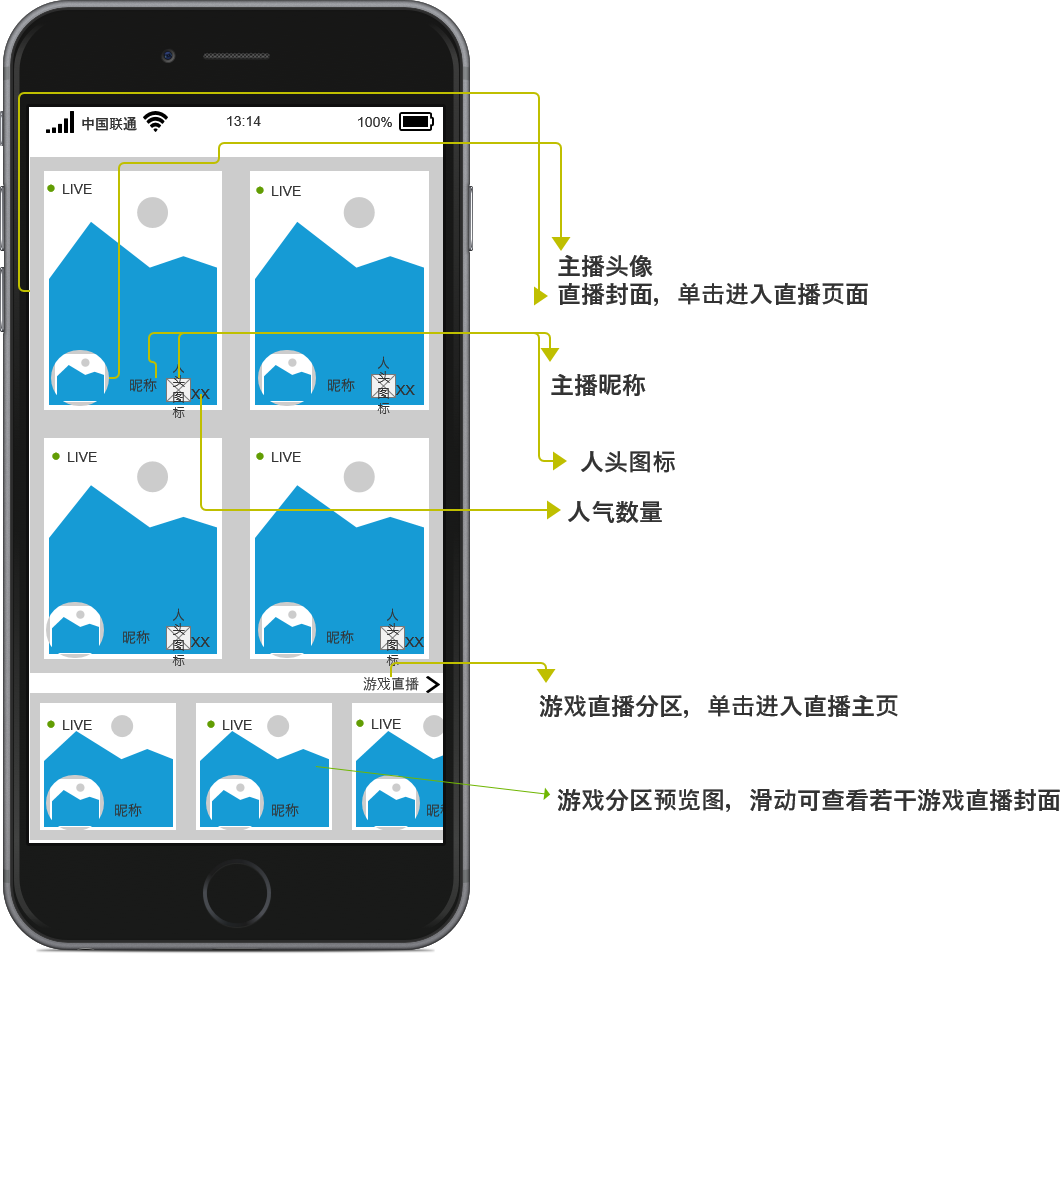 中国联通
13:14
100%
LIVE
LIVE
主播头像
直播封面，单击进入直播页面
昵称
人头图标
XX
昵称
人头图标
XX
主播昵称
LIVE
LIVE
人头图标
人气数量
昵称
人头图标
XX
昵称
人头图标
XX
游戏直播
游戏直播分区，单击进入直播主页
LIVE
LIVE
LIVE
昵称
昵称
昵称
游戏分区预览图，滑动可查看若干游戏直播封面